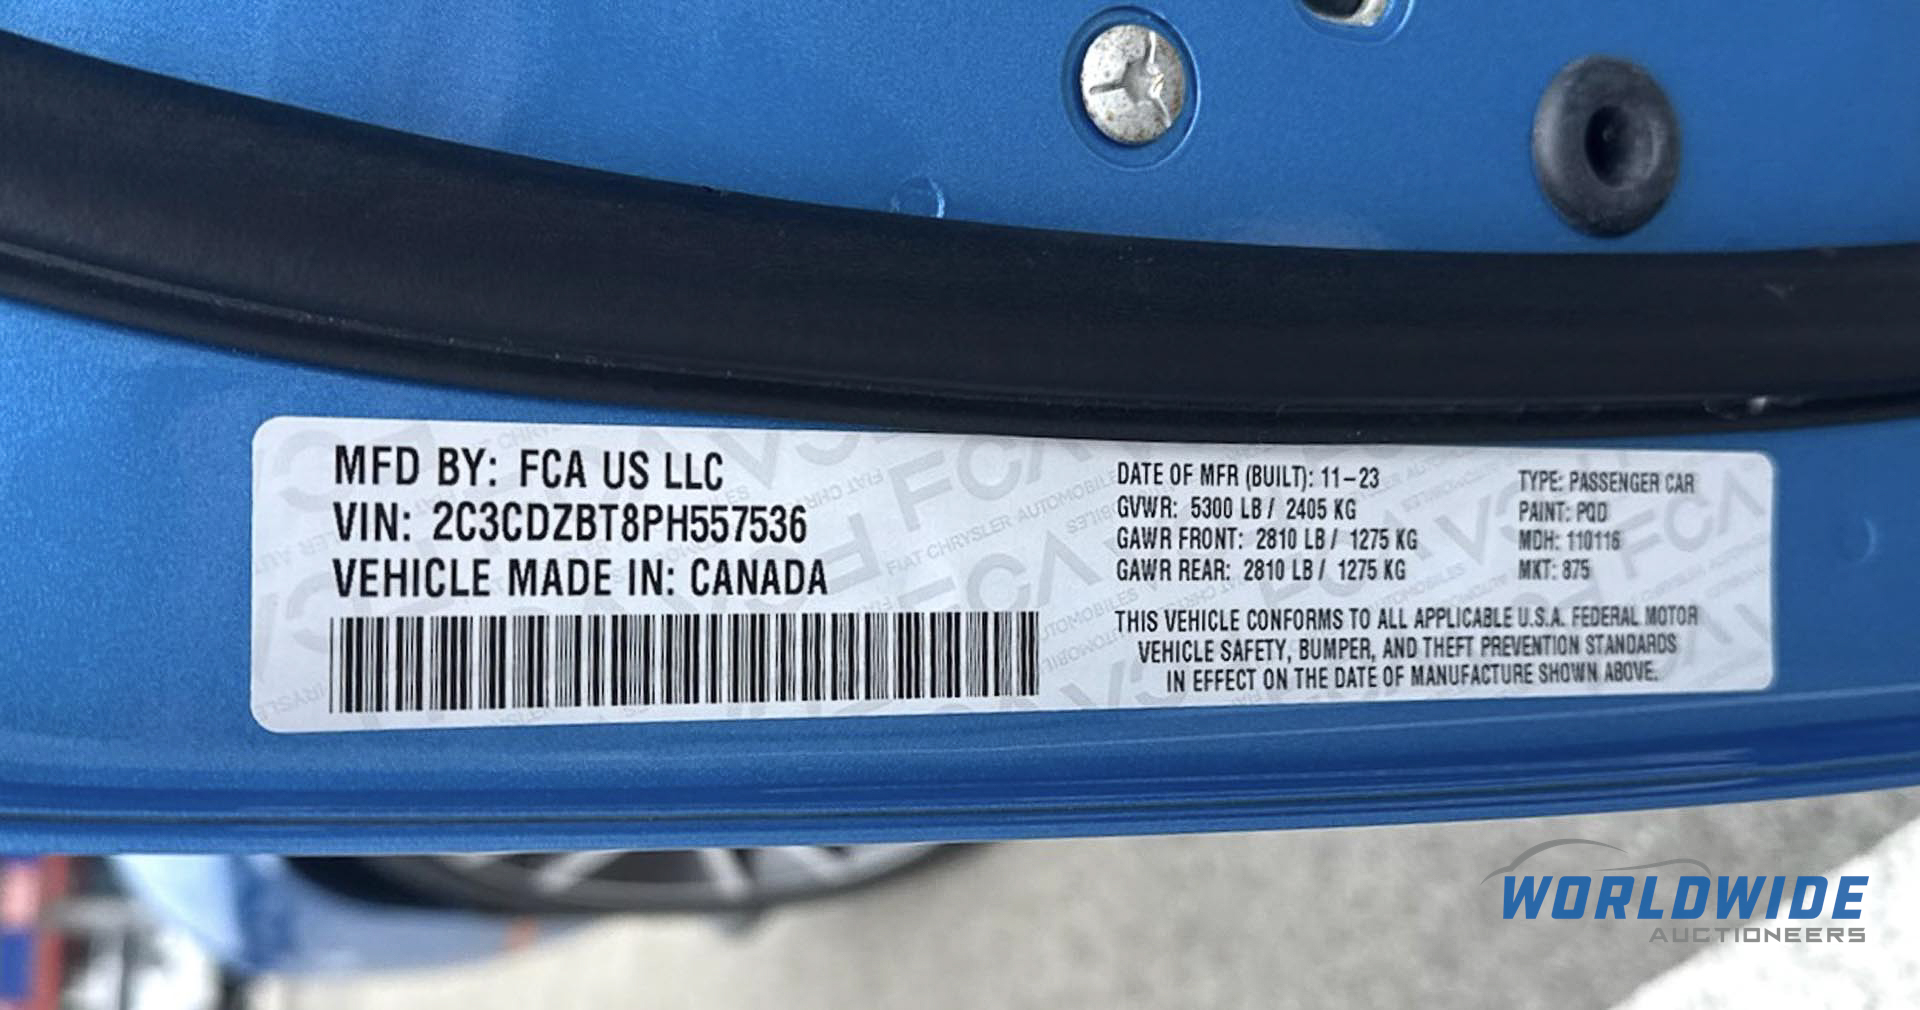 MFD BY: FCA US LLC
VIN: 2C3CDZBT8PH557536
VEHICLE MADE IN: CANADA
DATE OF MFR (BUILT): 11-23
GVWR: 5300 LB / 2405 KG
GAWR FRONT: 2810 LB / 1275 KG
GAWR REAR: 2810 LB / 1275 KG
TYPE: PASSENGER CAR
PAINT: PQD
MDH: 110116
MKT: 875
THIS VEHICLE CONFORMS TO ALL APPLICABLE U.S.A. FEDERAL MOTOR
VEHICLE SAFETY, BUMPER, AND THEFT PREVENTION STANDARDS
IN EFFECT ON THE DATE OF MANUFACTURE SHOWN ABOVE.
WORLDWIDE
AUCTIONEERS